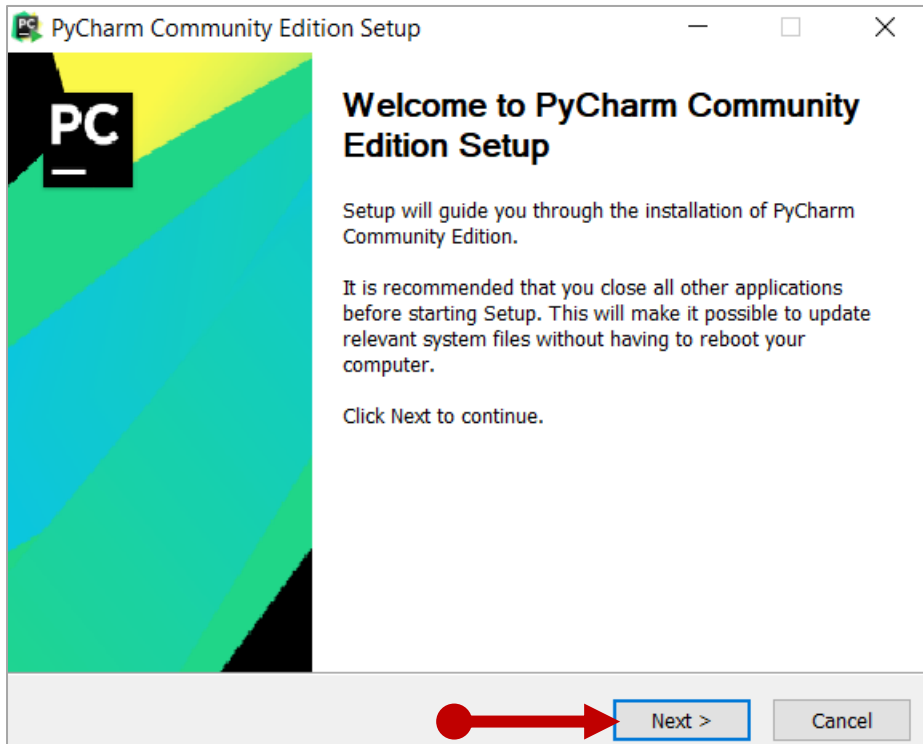 PyCharm Community Edition Setup
PC
Welcome to PyCharm Community
Edition Setup
Setup will guide you through the installation of PyCharm
Community Edition.
It is recommended that you close all other applications
before starting Setup. This will make it possible to update
relevant system files without having to reboot your
computer.
Click Next to continue.
Next >
Cancel